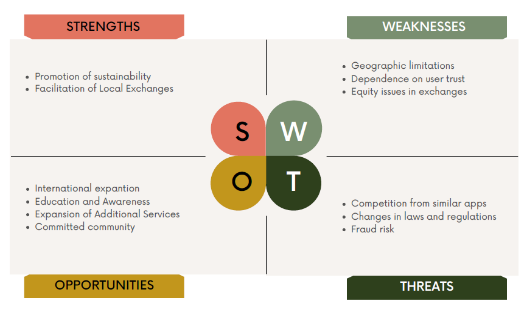 STRENGTHS
WEAKNESSES
• Promotion of sustainability
• Facilitation of Local Exchanges
• Geographic limitations
• Dependence on user trust
• Equity issues in exchanges
S
W
O
T
• International expantion
• Education and Awareness
• Expansion of Additional Services
• Committed community
• Competition from similar apps
• Changes in laws and regulations
• Fraud risk
OPPORTUNITIES
THREATS